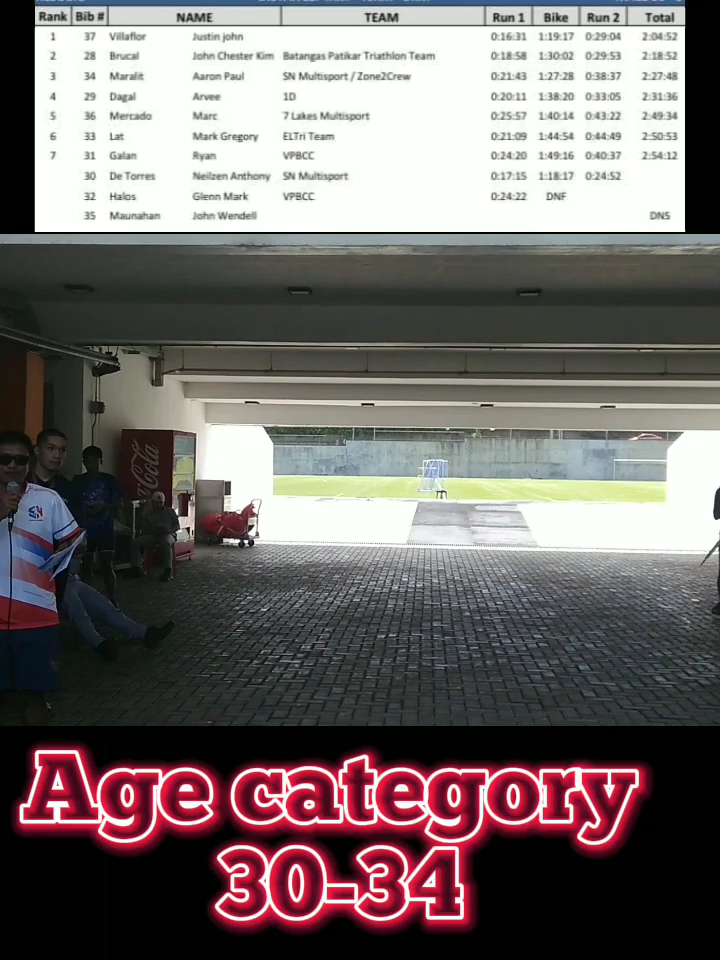 Rank Bib # NAME TEAM Run 1 Bike Run 2 Total
1 37 Villaflor Justin john 0:16:31 1:19:17 0:29:04 2:04:52
2 28 Brucal John Chester Kim Batangas Patikar Triathlon Team 0:18:58 1:30:02 0:29:53 2:18:52
3 34 Maralit Aaron Paul SN Multisport / Zone2Crew 0:21:43 1:27:28 0:38:37 2:27:48
4 29 Dagal Arvee 1D 0:20:11 1:38:20 0:33:05 2:31:36
5 36 Mercado Marc 7 Lakes Multisport 0:25:57 1:40:14 0:43:22 2:49:34
6 33 Lat Mark Gregory ELTri Team 0:21:09 1:44:54 0:44:49 2:50:53
7 31 Galan Ryan VPBCC 0:24:20 1:49:16 0:40:37 2:54:12
30 De Torres Neilzen Anthony SN Multisport 0:17:15 1:18:17 0:24:52
32 Halos Glenn Mark VPBCC 0:24:22 DNF
35 Maunahan John Wendell DNS
Coca-Cola
SN
Age category
30-34